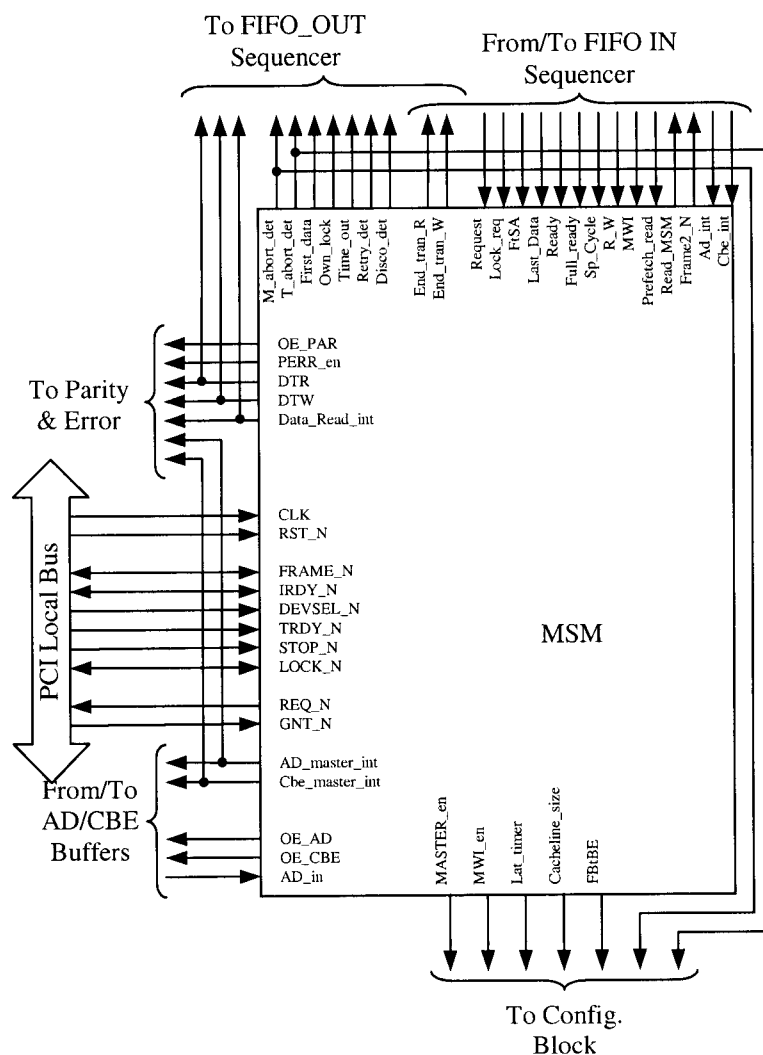 To FIFO_OUT
Sequencer
From/To FIFO IN
Sequencer
M_abort_det
T_abort_det
First_data
Own_lock
Time_out
Retry_det
Disco_det
End_tran_R
End_tran_W
Request
Lock_req
FtSA
Last_Data
Ready
Full_ready
Sp_Cycle
R_W
MWI
Prefetch_read
Read_MSM
Frame2_N
Ad_int
Cbe_int
To Parity
& Error
OE_PAR
PERR_en
DTR
DTW
Data_Read_int
PCI Local Bus
CLK
RST_N
FRAME_N
IRDY_N
DEVSEL_N
TRDY_N
STOP_N
LOCK_N
REQ_N
GNT_N
MSM
From/To
AD/CBE
Buffers
AD_master_int
Cbe_master_int
OE_AD
OE_CBE
AD_in
MASTER_en
MWI_en
Lat_timer
Cacheline_size
FBtBE
To Config.
Block